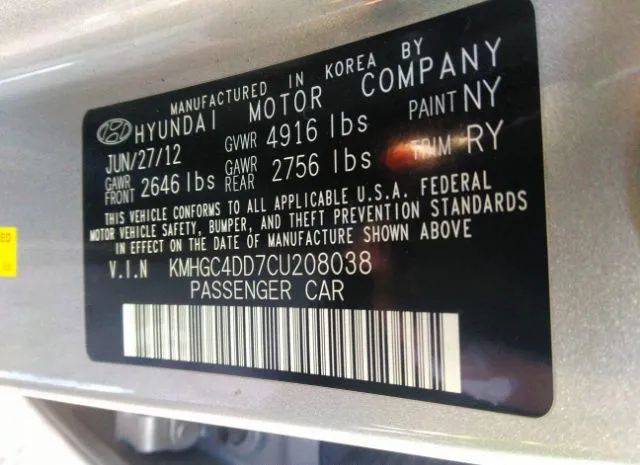 MANUFACTURED IN KOREA BY
HYUNDAI MOTOR COMPANY
JUN/27/12 GVWR 4916 lbs PAINT NY
GAWR FRONT 2646 lbs GAWR REAR 2756 lbs TRIM RY
THIS VEHICLE CONFORMS TO ALL APPLICABLE U.S.A. FEDERAL
MOTOR VEHICLE SAFETY, BUMPER, AND THEFT PREVENTION STANDARDS
IN EFFECT ON THE DATE OF MANUFACTURE SHOWN ABOVE
V.I.N KMHGC4DD7CU208038
PASSENGER CAR